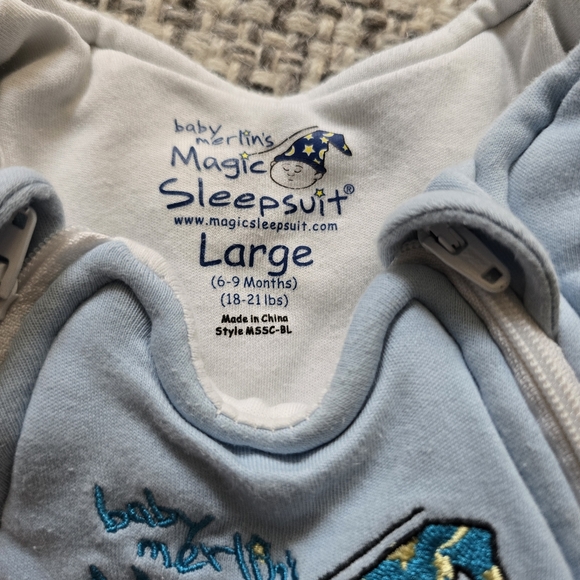 baby
merlin's
Magic
Sleepsuit®
www.magicsleepsuit.com
Large
(6-9 Months)
(18-21 lbs)
Made in China
Style MSSC-BL
baby
merlin's